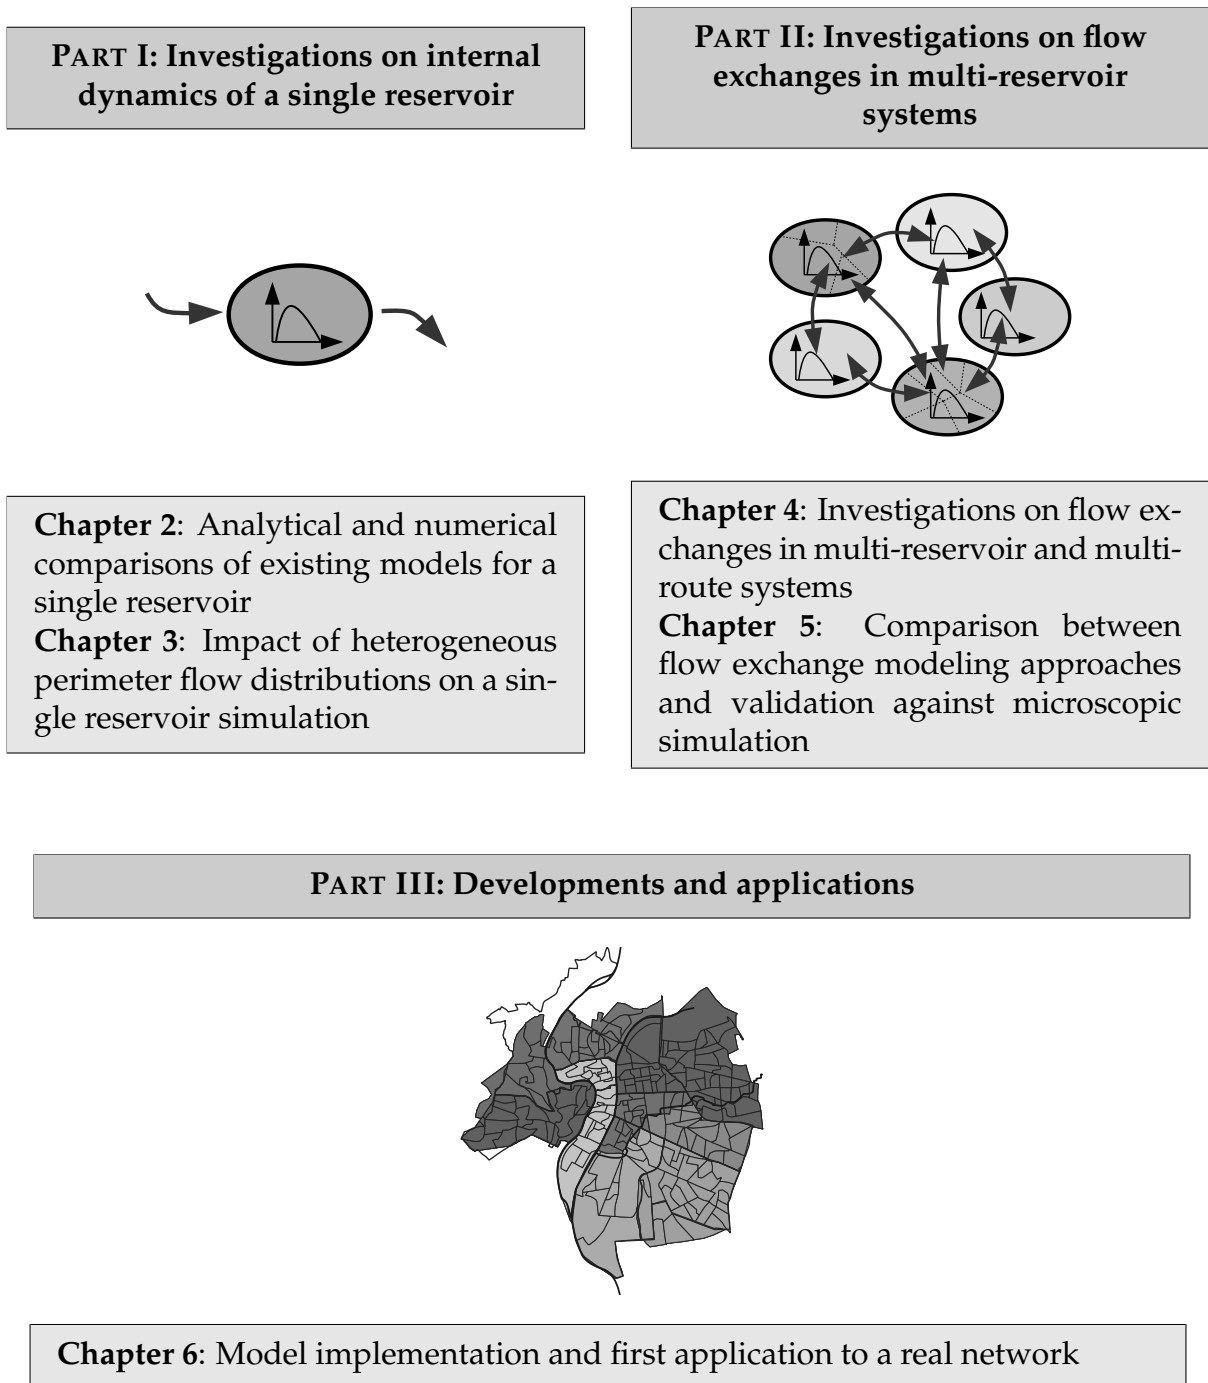 PART I: Investigations on internal
dynamics of a single reservoir
PART II: Investigations on flow
exchanges in multi-reservoir
systems
Chapter 2: Analytical and numerical
comparisons of existing models for a
single reservoir
Chapter 3: Impact of heterogeneous
perimeter flow distributions on a sin-
gle reservoir simulation
Chapter 4: Investigations on flow ex-
changes in multi-reservoir and multi-
route systems
Chapter 5: Comparison between
flow exchange modeling approaches
and validation against microscopic
simulation
PART III: Developments and applications
Chapter 6: Model implementation and first application to a real network